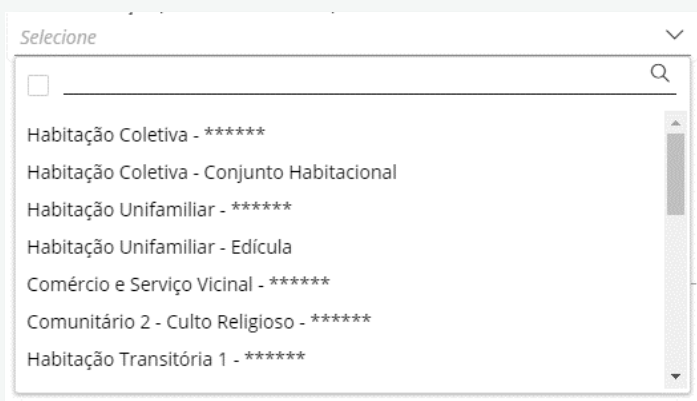 Selecione
Habitação Coletiva - ******
Habitação Coletiva - Conjunto Habitacional
Habitação Unifamiliar - ******
Habitação Unifamiliar - Edícula
Comércio e Serviço Vicinal - ******
Comunitário 2 - Culto Religioso - ******
Habitação Transitória 1 - ******